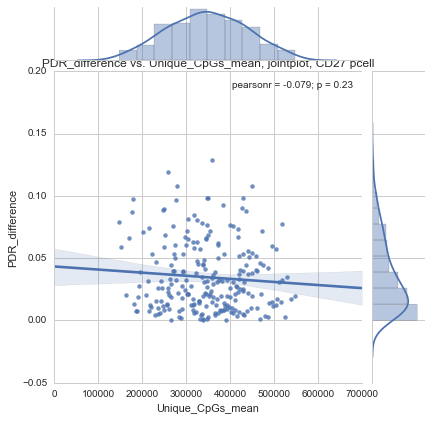 PDR_difference vs. Unique_CpGs_mean, jointplot, CD27 pcell
pearsonr = -0.079; p = 0.23
0.20
0.15
0.10
0.05
0.00
−0.05
PDR_difference
0 100000 200000 300000 400000 500000 600000 700000
Unique_CpGs_mean